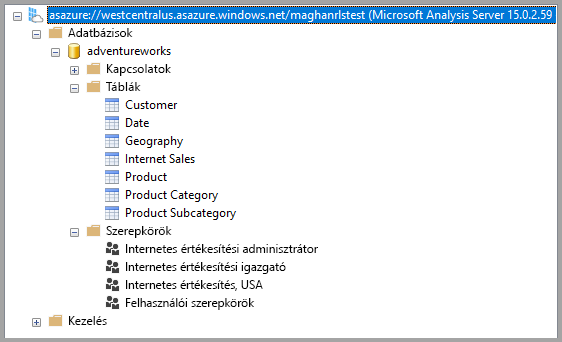 asazure://westcentralus.asazure.windows.net/maghanrlstest (Microsoft Analysis Server 15.0.2.59
Adatbázisok
adventureworks
Kapcsolatok
Táblák
Customer
Date
Geography
Internet Sales
Product
Product Category
Product Subcategory
Szerepkörök
Internetes értékesítési adminisztrátor
Internetes értékesítési igazgató
Internetes értékesítés, USA
Felhasználói szerepkörök
Kezelés